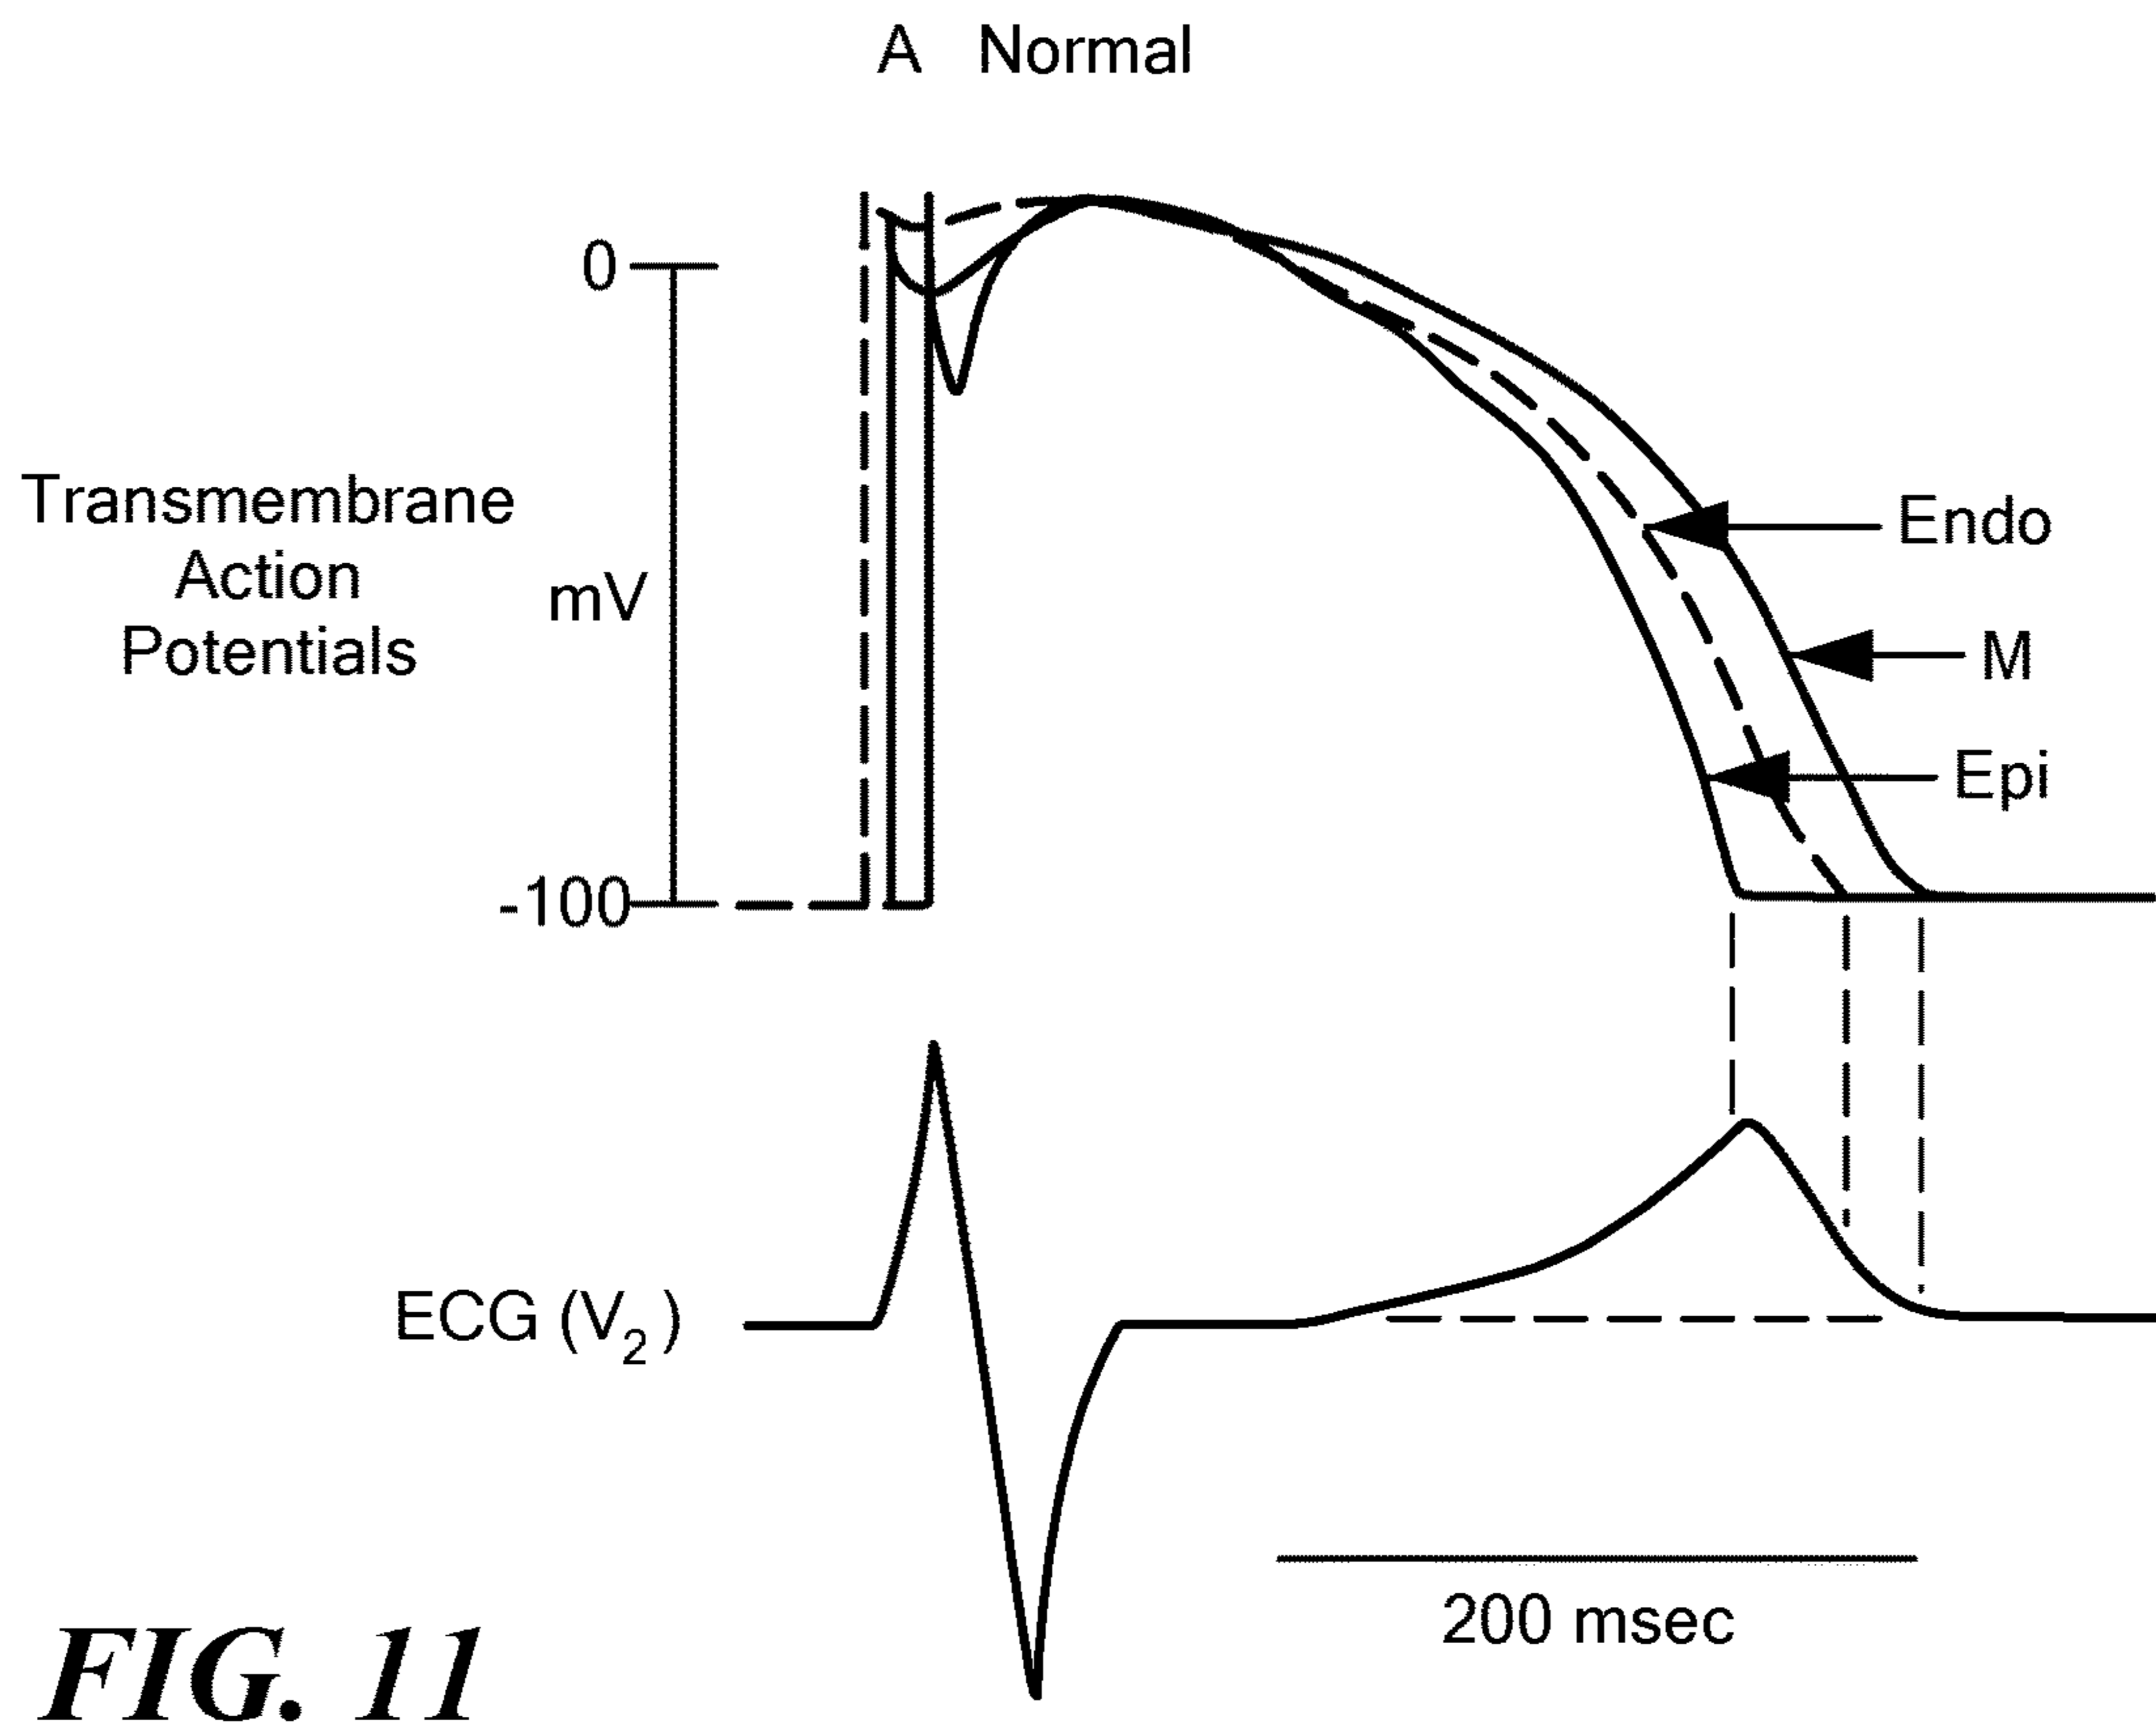 A Normal
0
Transmembrane
Action
Potentials
mV
-100
Endo
M
Epi
ECG (V2)
200 msec
FIG. 11